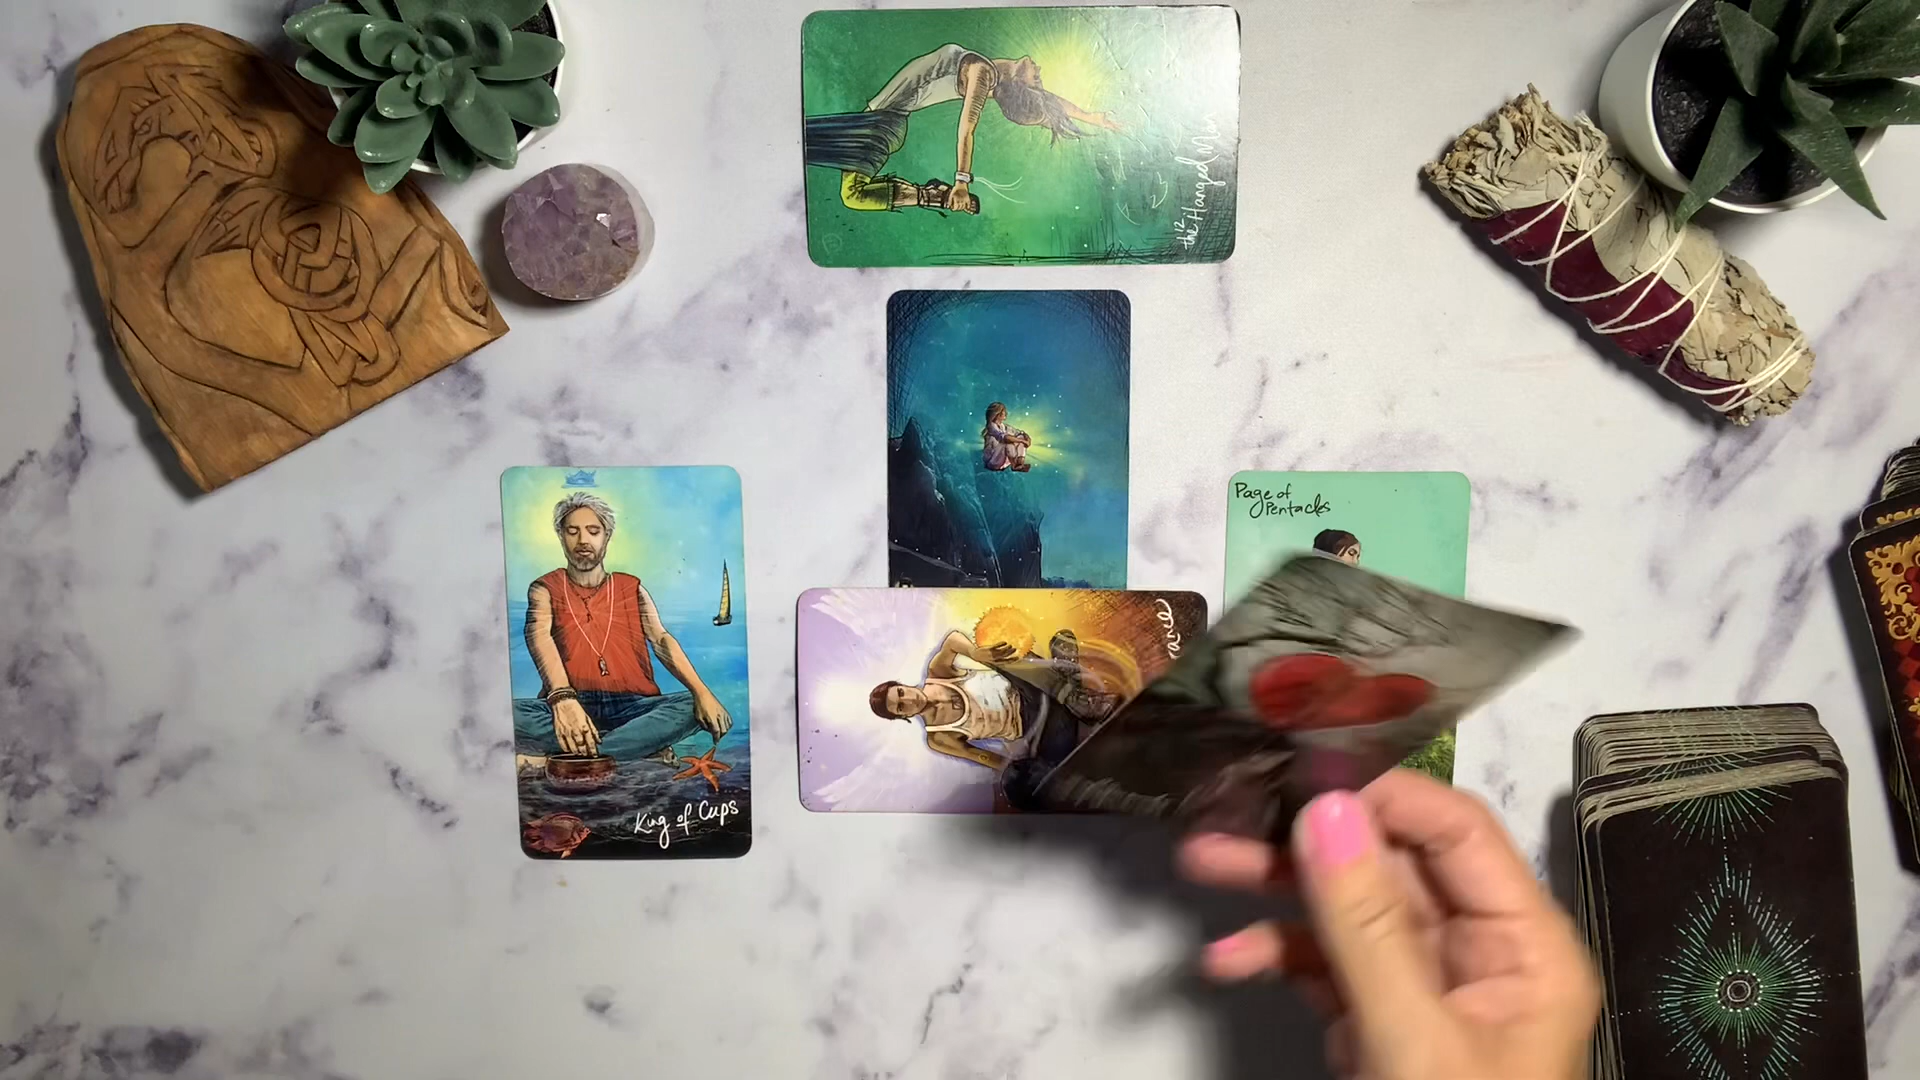 12
the Hanged Man
Page of
Pentacles
King of Cups